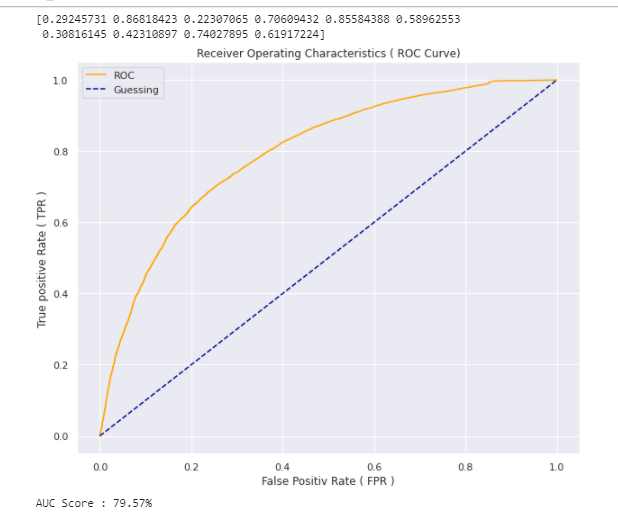 [0.29245731 0.86818423 0.22307065 0.70609432 0.85584388 0.58962553
0.30816145 0.42310897 0.74027895 0.61917224]
Receiver Operating Characteristics ( ROC Curve)
ROC
Guessing
1.0
0.8
0.6
0.4
0.2
0.0
True positive Rate ( TPR )
0.0 0.2 0.4 0.6 0.8 1.0
False Positiv Rate ( FPR )
AUC Score : 79.57%